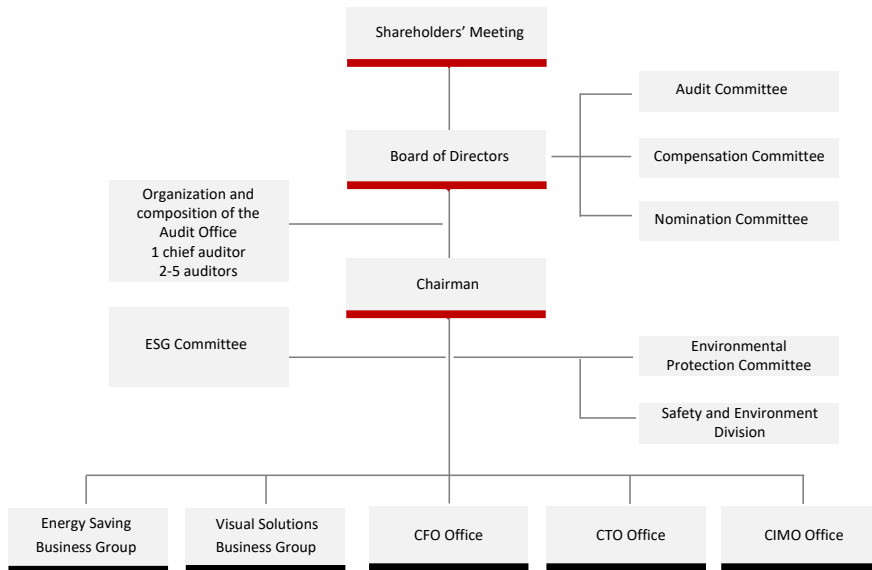 Shareholders’ Meeting
Audit Committee
Board of Directors
Compensation Committee
Organization and
composition of the
Audit Office
1 chief auditor
2-5 auditors
Nomination Committee
Chairman
ESG Committee
Environmental
Protection Committee
Safety and Environment
Division
Energy Saving
Business Group
Visual Solutions
Business Group
CFO Office
CTO Office
CIMO Office